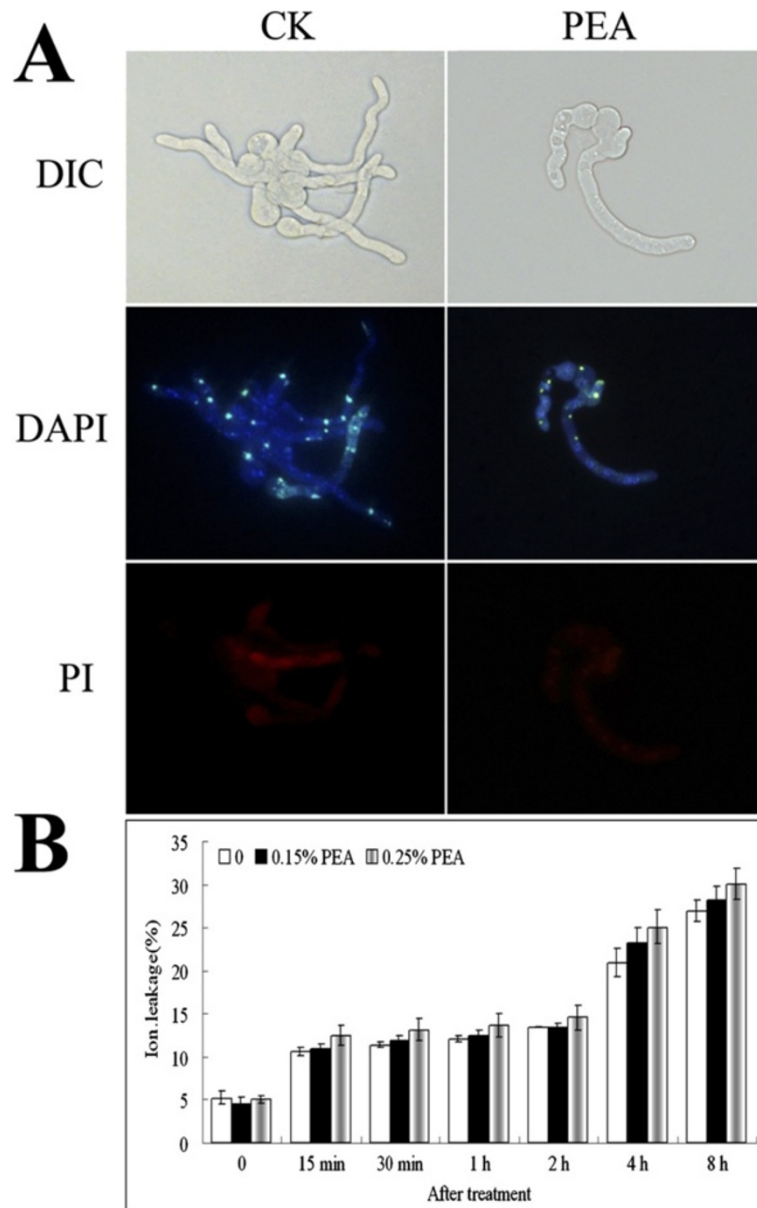 CK PEA
A
DIC
DAPI
PI
B
35
30
25
20
15
10
5
0
Ion.leakage(%)
0 0.15% PEA 0.25% PEA
0 15 min 30 min 1 h 2 h 4 h 8 h
After treatment